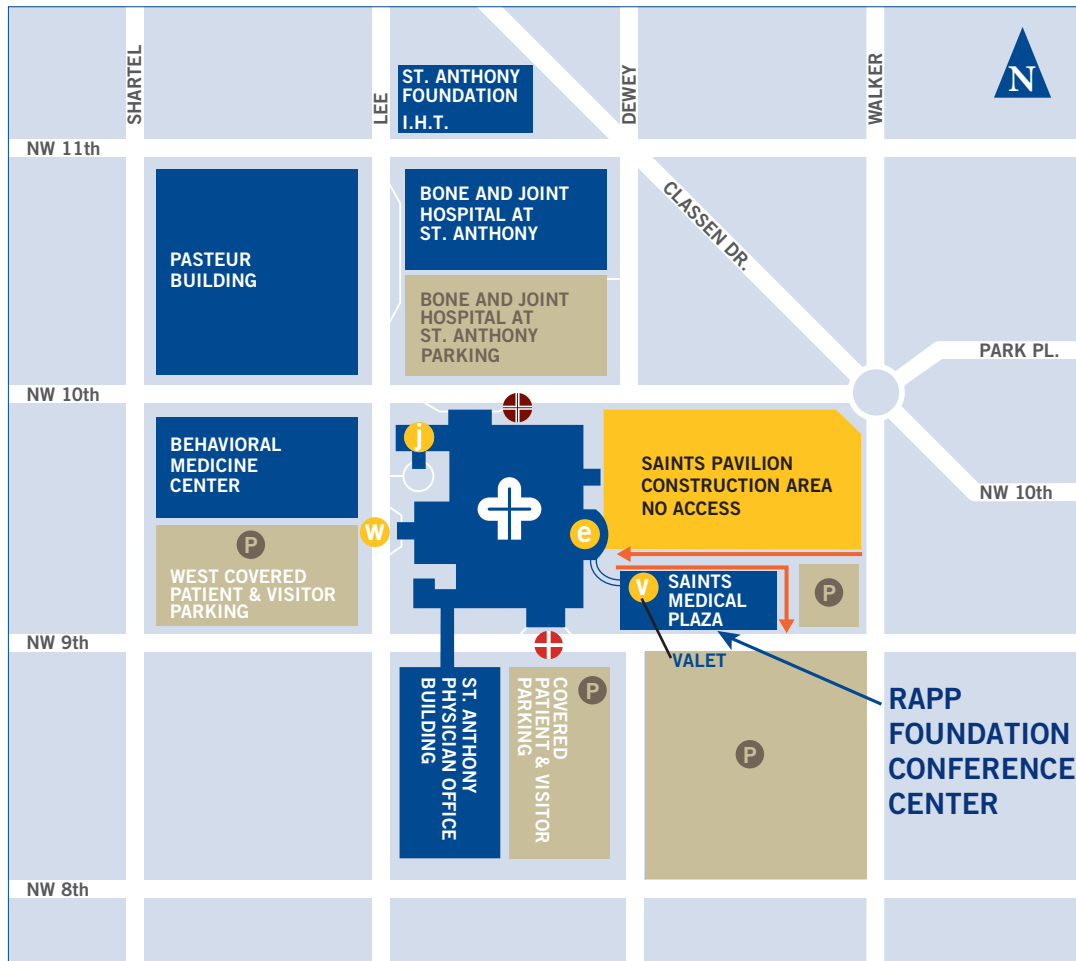 SHARTEL
LEE
DEWEY
WALKER
N
ST. ANTHONY
FOUNDATION
I.H.T.
NW 11th
CLASSEN DR.
PASTEUR
BUILDING
BONE AND JOINT
HOSPITAL AT
ST. ANTHONY
BONE AND JOINT
HOSPITAL AT
ST. ANTHONY
PARKING
PARK PL.
NW 10th
BEHAVIORAL
MEDICINE
CENTER
j
SAINTS PAVILION
CONSTRUCTION AREA
NO ACCESS
NW 10th
w
e
P
WEST COVERED
PATIENT & VISITOR
PARKING
v
SAINTS
MEDICAL
PLAZA
P
NW 9th
VALET
ST. ANTHONY
PHYSICIAN OFFICE
BUILDING
COVERED
PATIENT & VISITOR
PARKING
P
P
RAPP
FOUNDATION
CONFERENCE
CENTER
NW 8th